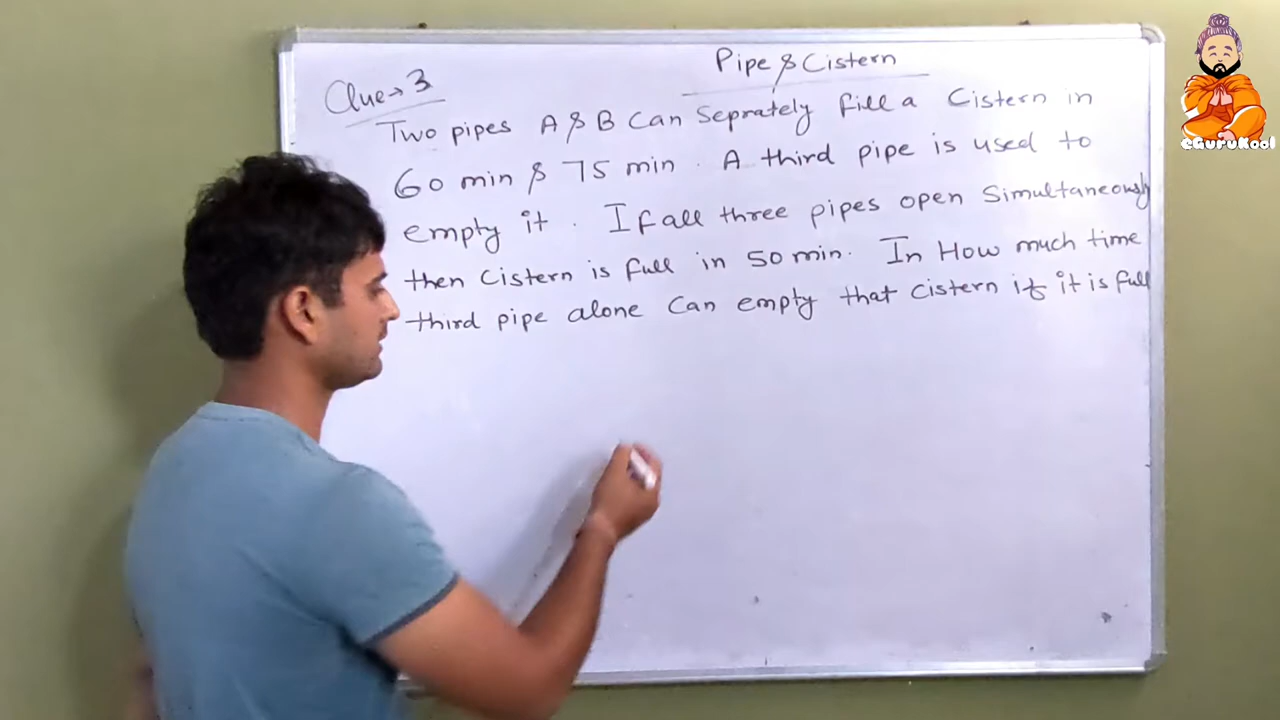 Pipe & Cistern
Clue → 3
Two pipes A & B Can Seprately fill a Cistern in
60 min & 75 min. A third pipe is used to
empty it. If all three pipes open Simultaneously
then Cistern is full in 50 min. In How much time
third pipe alone Can empty that Cistern if it is full
eGuruKool